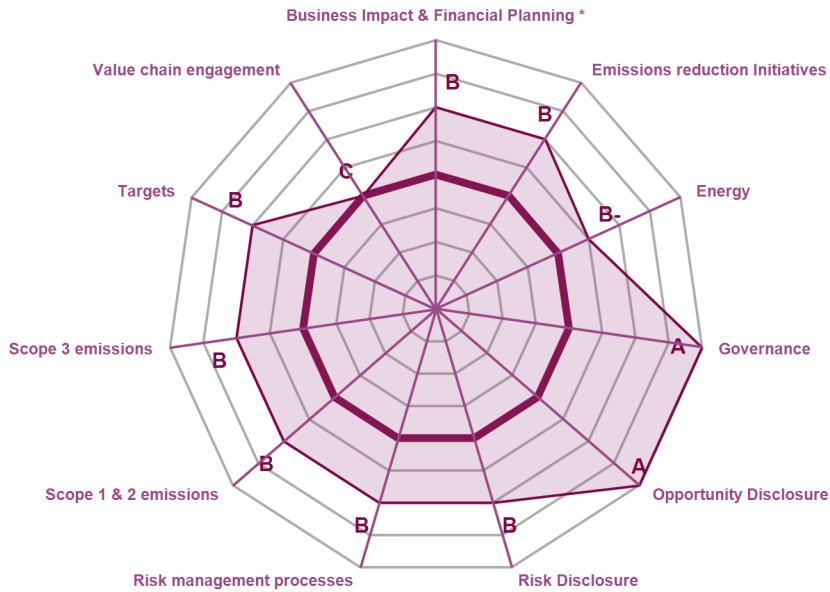 Business Impact & Financial Planning *
Value chain engagement
Emissions reduction Initiatives
B
B
C
Targets
B
B-
Energy
Scope 3 emissions
B
A
Governance
Scope 1 & 2 emissions
B
A
Opportunity Disclosure
B
B
Risk management processes
Risk Disclosure